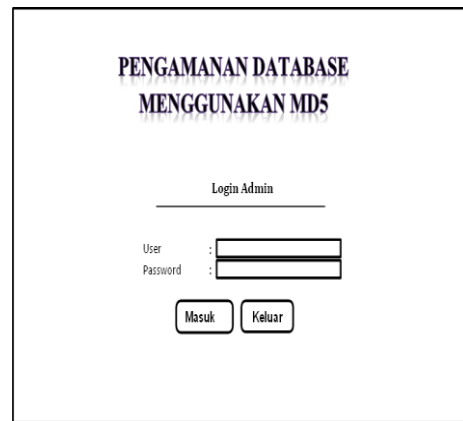 PENGAMANAN DATABASE
MENGGUNAKAN MD5
Login Admin
User :
Password :
Masuk Keluar